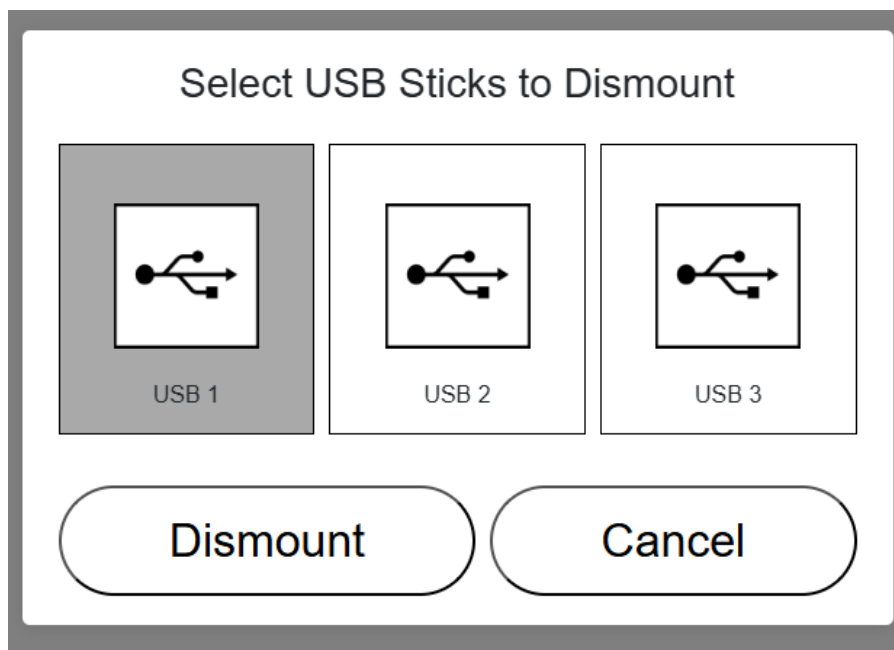 Select USB Sticks to Dismount
USB 1
USB 2
USB 3
Dismount
Cancel